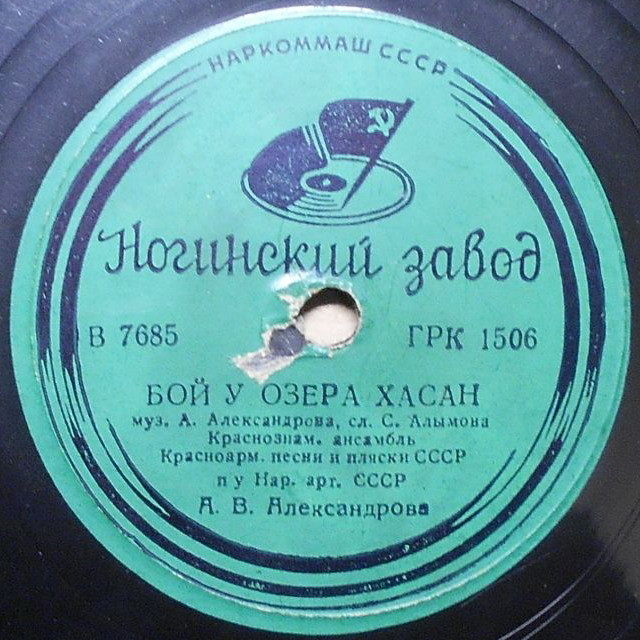 НАРКОММАШ СССР
Ногинский завод
В 7685 ГРК 1506
БОЙ У ОЗЕРА ХАСАН
муз. А. Александрова, сл. С. Алымова
Краснознам. ансамбль
Красноарм. песни и пляски СССР
п у Нар. арт. СССР
А. В. Александрова